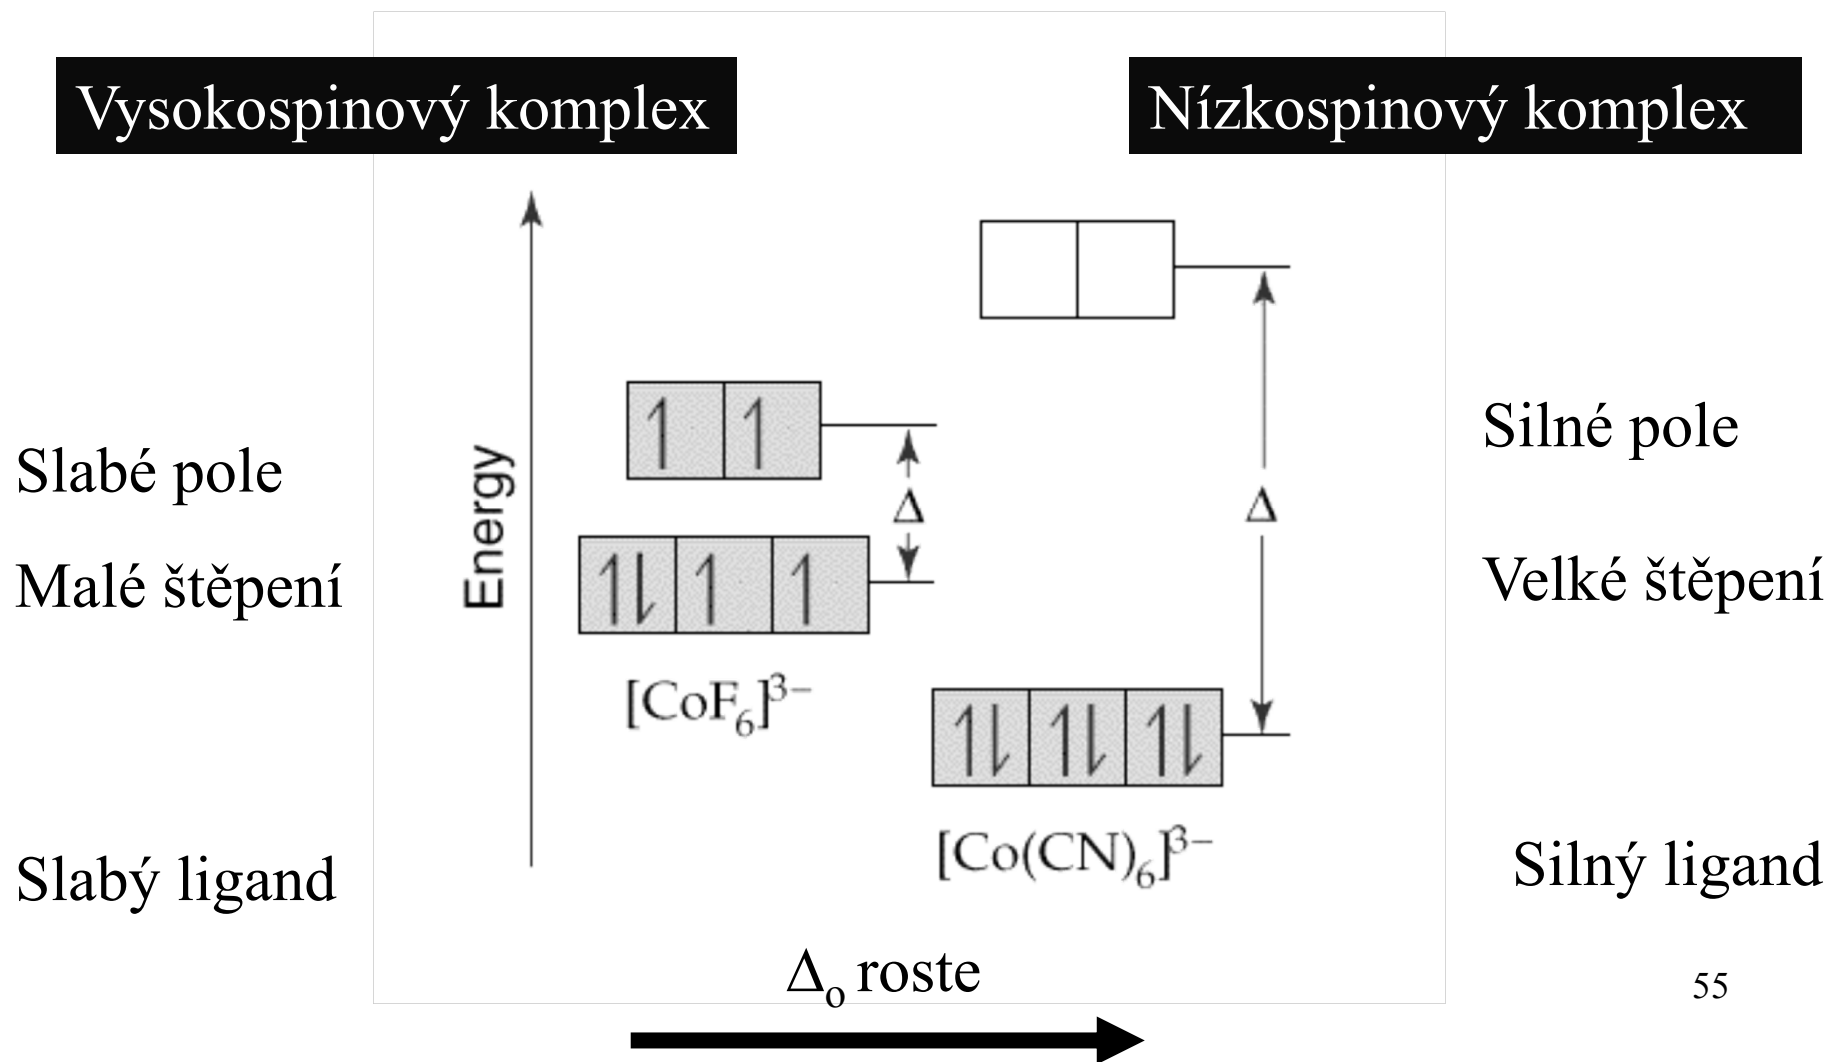 Vysokospinový komplex
Nízkospinový komplex
Energy
Slabé pole
Malé štěpení
Slabý ligand
↿ ↿
Δ
↿⇂ ↿ ↿
[CoF₆]³⁻
Δ
↿⇂ ↿⇂ ↿⇂
[Co(CN)₆]³⁻
Silné pole
Velké štěpení
Silný ligand
Δₒ roste
55